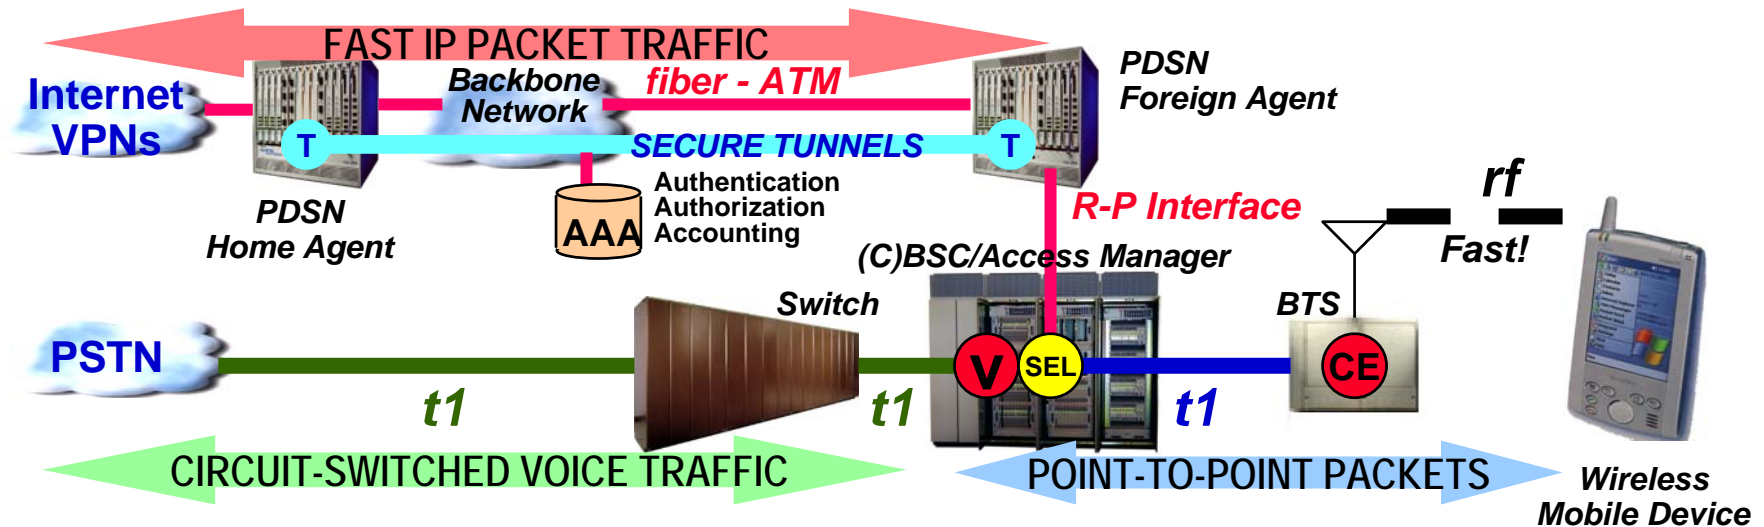 FAST IP PACKET TRAFFIC
Internet
VPNs
Backbone
Network
fiber - ATM
PDSN
Foreign Agent
T
SECURE TUNNELS
T
Authentication
Authorization
Accounting
AAA
PDSN
Home Agent
R-P Interface
rf
Fast!
(C)BSC/Access Manager
Switch
BTS
PSTN
t1
t1
V
SEL
t1
CE
CIRCUIT-SWITCHED VOICE TRAFFIC
POINT-TO-POINT PACKETS
Wireless
Mobile Device